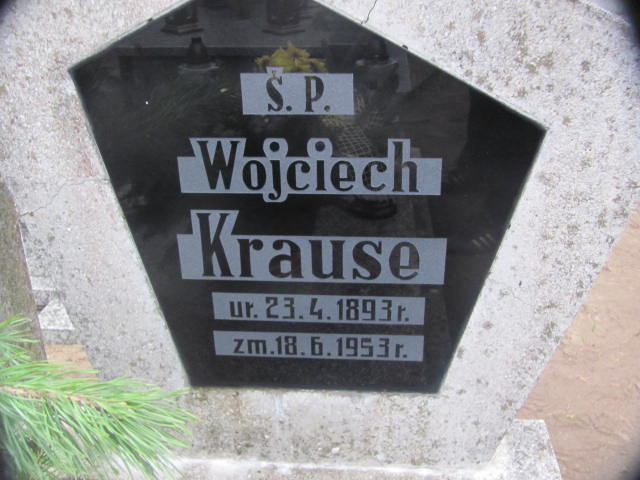 Ś.P.
Wojciech
Krause
ur. 23.4.1893r.
zm. 18.6.1953r.